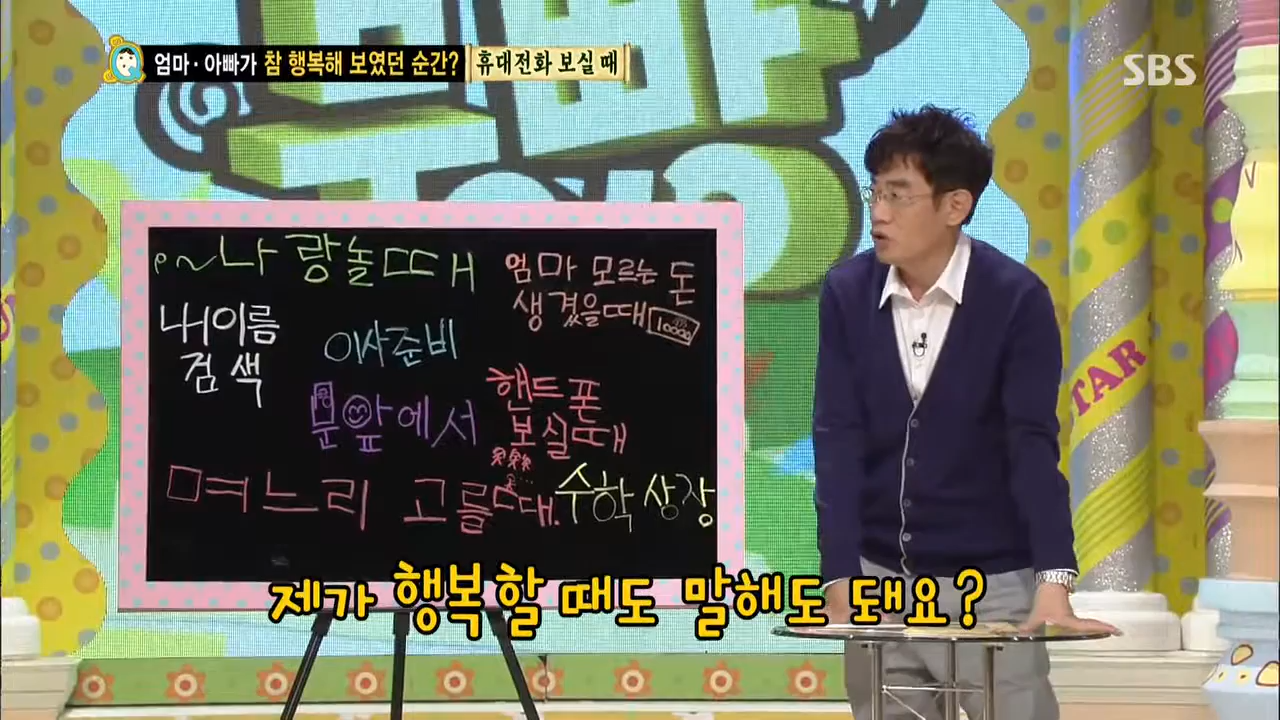 엄마·아빠가 참 행복해 보였던 순간? 휴대전화 보실 때
SBS
나랑놀때
엄마 모르는 돈
생겼을때
10000
내이름
검색
이사준비
핸드폰
보실때
문앞에서
며느리 고를때.
수학 상장
STAR
제가 행복할 때도 말해도 돼요?